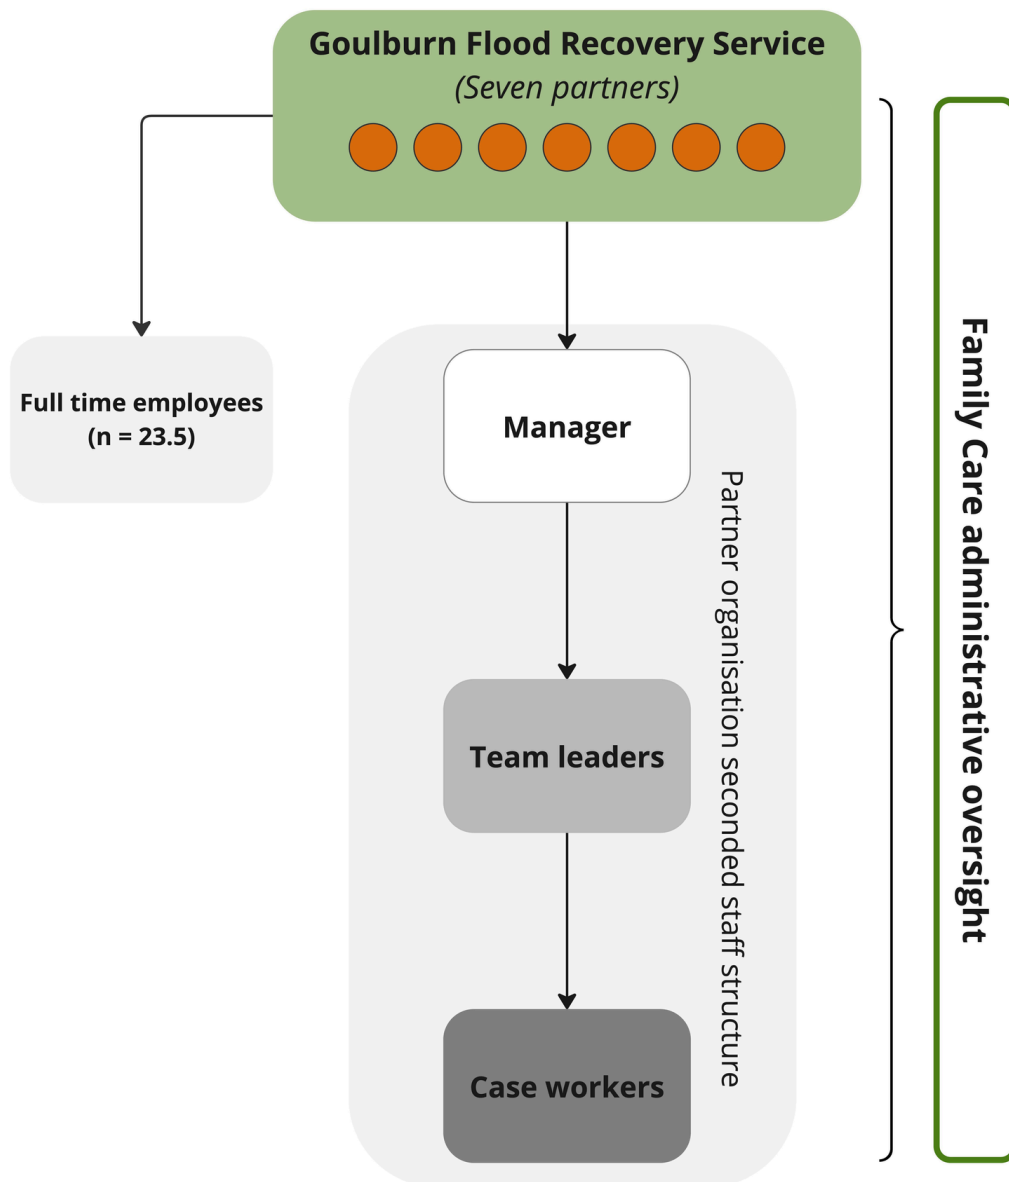 Goulburn Flood Recovery Service
(Seven partners)
Full time employees
(n = 23.5)
Manager
Team leaders
Case workers
Partner organisation seconded staff structure
Family Care administrative oversight